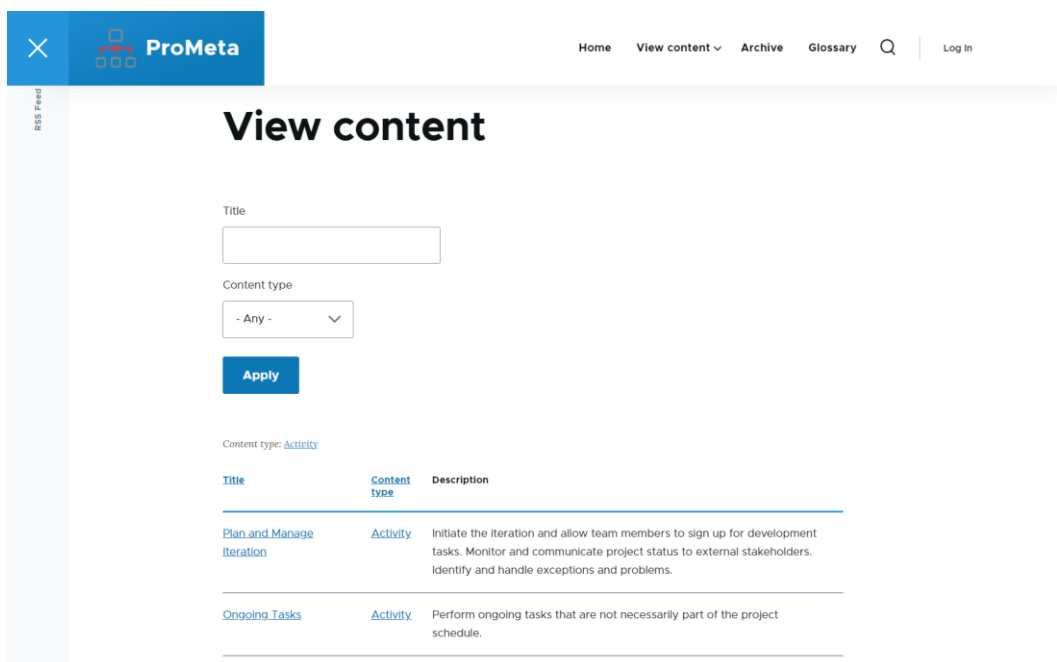 ProMeta
Home View content Archive Glossary Log In
RSS Feed
View content
Title
Content type
- Any -
Apply
Content type: Activity
Title Content type Description
Plan and Manage Iteration Activity Initiate the iteration and allow team members to sign up for development
tasks. Monitor and communicate project status to external stakeholders.
Identify and handle exceptions and problems.
Ongoing Tasks Activity Perform ongoing tasks that are not necessarily part of the project
schedule.